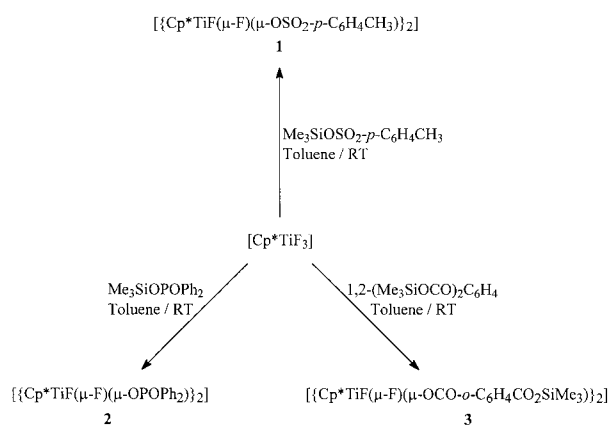 [{Cp*TiF(μ-F)(μ-OSO₂-p-C₆H₄CH₃)}₂]
1
Me₃SiOSO₂-p-C₆H₄CH₃
Toluene / RT
[Cp*TiF₃]
Me₃SiOPOPh₂
Toluene / RT
1,2-(Me₃SiOCO)₂C₆H₄
Toluene / RT
[{Cp*TiF(μ-F)(μ-OPOPh₂)}₂]
2
[{Cp*TiF(μ-F)(μ-OCO-o-C₆H₄CO₂SiMe₃)}₂]
3